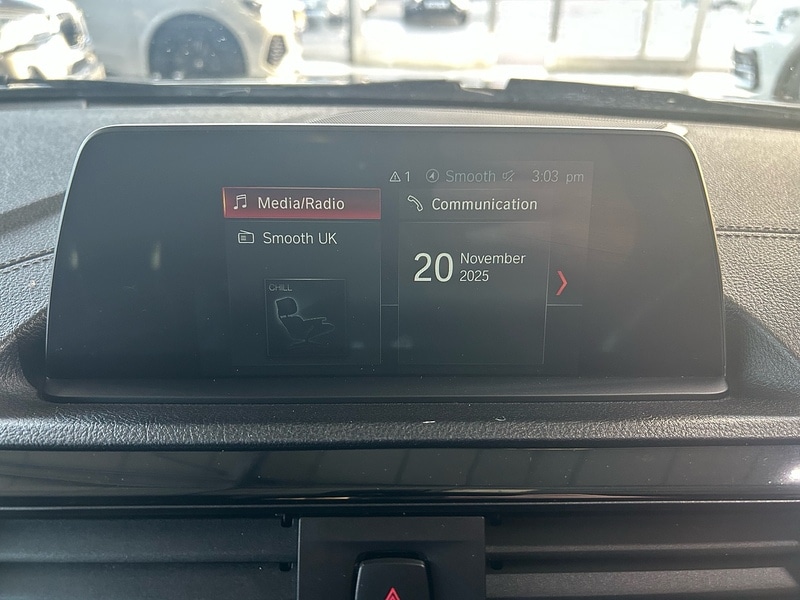 1 Smooth 3:03 pm
Media/Radio
Communication
Smooth UK
20 November
2025
CHILL